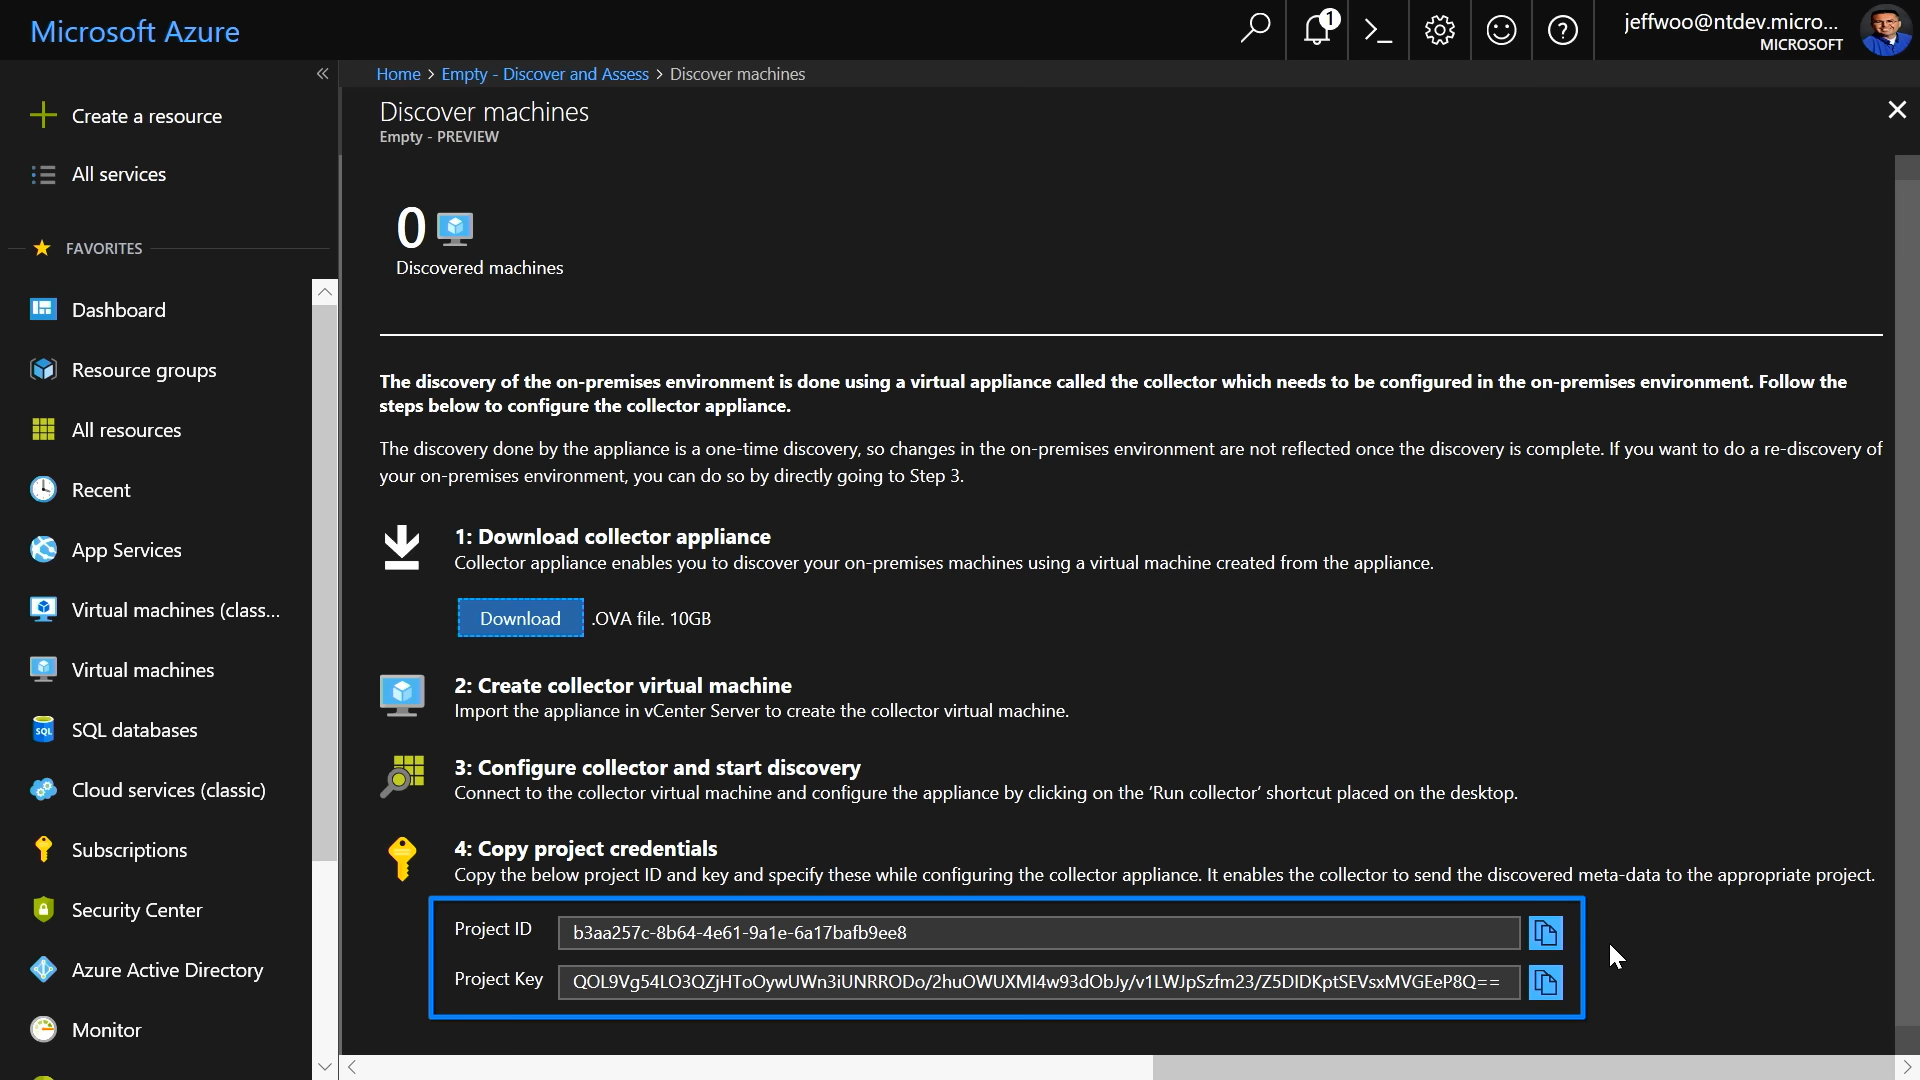 Microsoft Azure
1
jeffwoo@ntdev.micro...
MICROSOFT
Home > Empty - Discover and Assess > Discover machines
Create a resource
All services
FAVORITES
Dashboard
Resource groups
All resources
Recent
App Services
Virtual machines (class...
Virtual machines
SQL
SQL databases
Cloud services (classic)
Subscriptions
Security Center
Azure Active Directory
Monitor
Discover machines
Empty - PREVIEW
0
Discovered machines
The discovery of the on-premises environment is done using a virtual appliance called the collector which needs to be configured in the on-premises environment. Follow the
steps below to configure the collector appliance.
The discovery done by the appliance is a one-time discovery, so changes in the on-premises environment are not reflected once the discovery is complete. If you want to do a re-discovery of
your on-premises environment, you can do so by directly going to Step 3.
1: Download collector appliance
Collector appliance enables you to discover your on-premises machines using a virtual machine created from the appliance.
Download .OVA file. 10GB
2: Create collector virtual machine
Import the appliance in vCenter Server to create the collector virtual machine.
3: Configure collector and start discovery
Connect to the collector virtual machine and configure the appliance by clicking on the ‘Run collector’ shortcut placed on the desktop.
4: Copy project credentials
Copy the below project ID and key and specify these while configuring the collector appliance. It enables the collector to send the discovered meta-data to the appropriate project.
Project ID b3aa257c-8b64-4e61-9a1e-6a17bafb9ee8
Project Key QOL9Vg54LO3QZjHToOywUWn3iUNRRODo/2huOWUXMI4w93dObJy/v1LWJpSzfm23/Z5DIDKptSEVsxMVGEeP8Q==